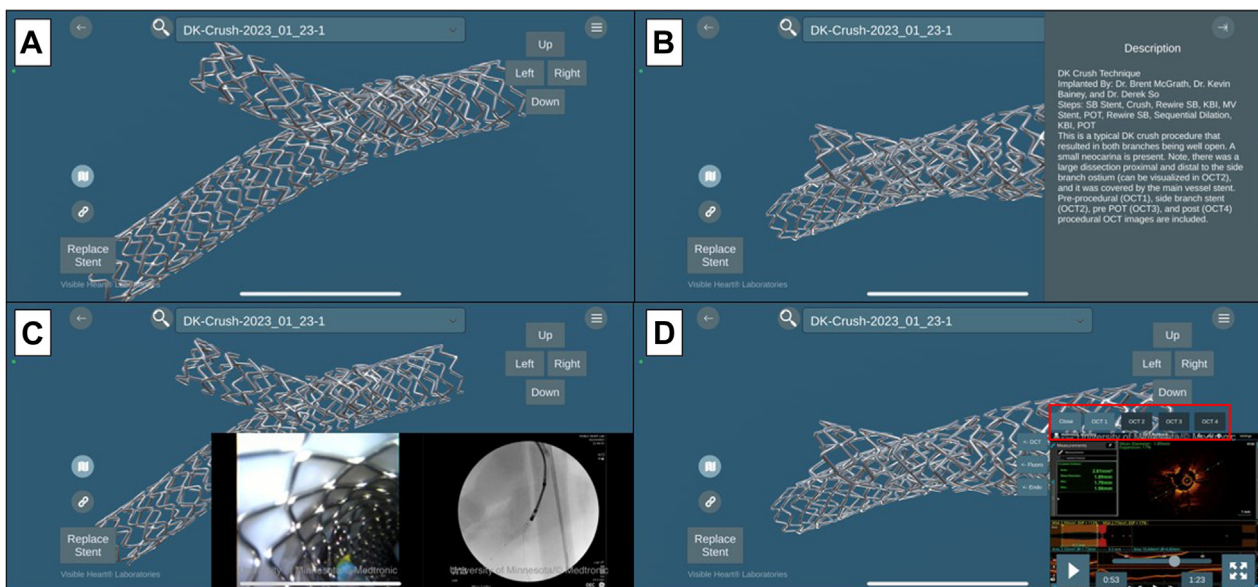 A
DK-Crush-2023_01_23-1
Up
Left Right
Down
Replace
Stent
Visible Heart® Laboratories
B
DK-Crush-2023_01_23-1
Description
DK Crush Technique
Implanted By: Dr. Brent McGrath, Dr. Kevin
Bainey, and Dr. Derek So
Steps: SB Stent, Crush, Rewire SB, KBI, MV
Stent, POT, Rewire SB, Sequential Dilation,
KBI, POT
This is a typical DK crush procedure that
resulted in both branches being well open. A
small neocarina is present. Note, there was a
large dissection proximal and distal to the side
branch ostium (can be visualized in OCT2),
and it was covered by the main vessel stent.
Pre-procedural (OCT1), side branch stent
(OCT2), pre POT (OCT3), and post (OCT4)
procedural OCT images are included.
Replace
Stent
Visible Heart® Laboratories
C
DK-Crush-2023_01_23-1
Up
Left Right
Down
Replace
Stent
Visible Heart® Laboratories
University of Minnesota© Medtronic
D
DK-Crush-2023_01_23-1
Up
Left Right
Down
Close OCT 1 OCT 2 OCT 3 OCT 4
University of Minnesota
<- OCT
<- Fluoro
<- Endo
Measurements
Replace
Stent
Visible Heart® Laboratories
0:53 1:23